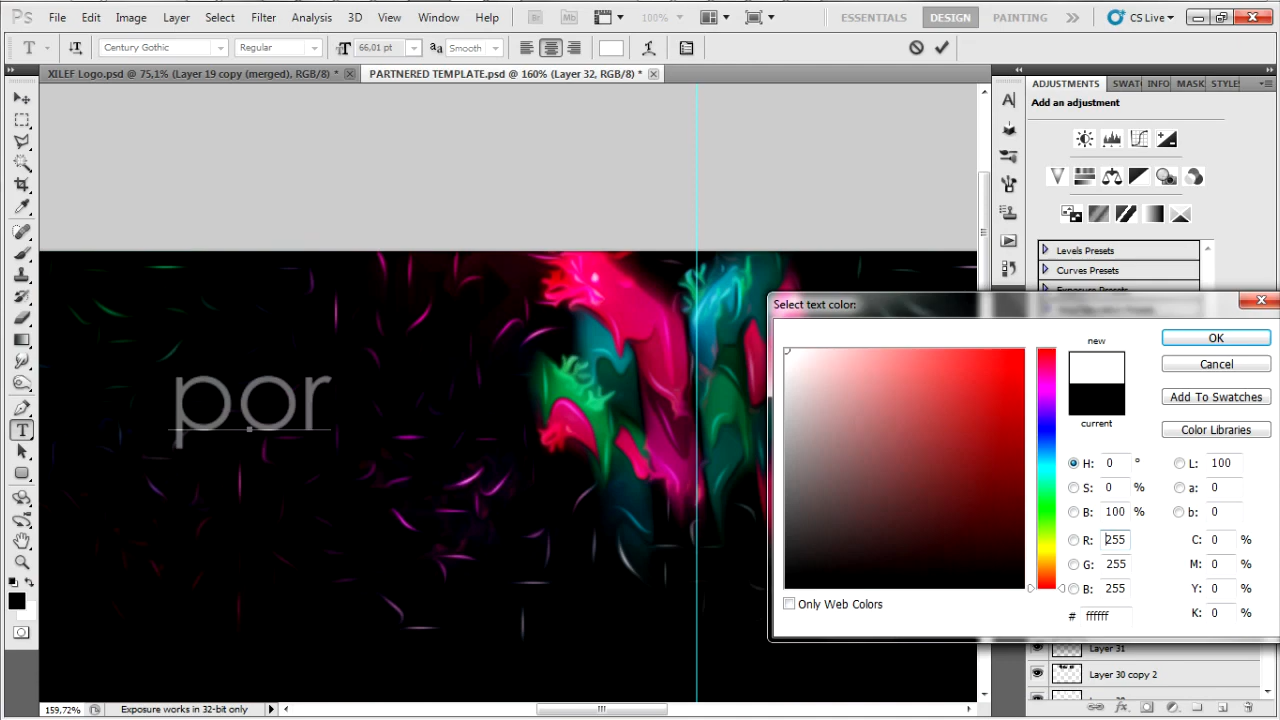 Ps File Edit Image Layer Select Filter Analysis 3D View Window Help Br Mb 100% ESSENTIALS DESIGN PAINTING CS Live
T Century Gothic Regular 66,01 pt Smooth
XILEF Logo.psd @ 75,1% (Layer 19 copy (merged), RGB/8) * PARTNERED TEMPLATE.psd @ 160% (Layer 32, RGB/8) *
ADJUSTMENTS SWAT INFO MASK STYLE
Add an adjustment
Levels Presets
Curves Presets
Exposure Presets
por
Select text color:
new
current
OK
Cancel
Add To Swatches
Color Libraries
H: 0 ° L: 100
S: 0 % a: 0
B: 100 % b: 0
R: 255 C: 0 %
G: 255 M: 0 %
B: 255 Y: 0 %
# ffffff K: 0 %
Only Web Colors
Layer 31
Layer 30 copy 2
159,72% Exposure works in 32-bit only